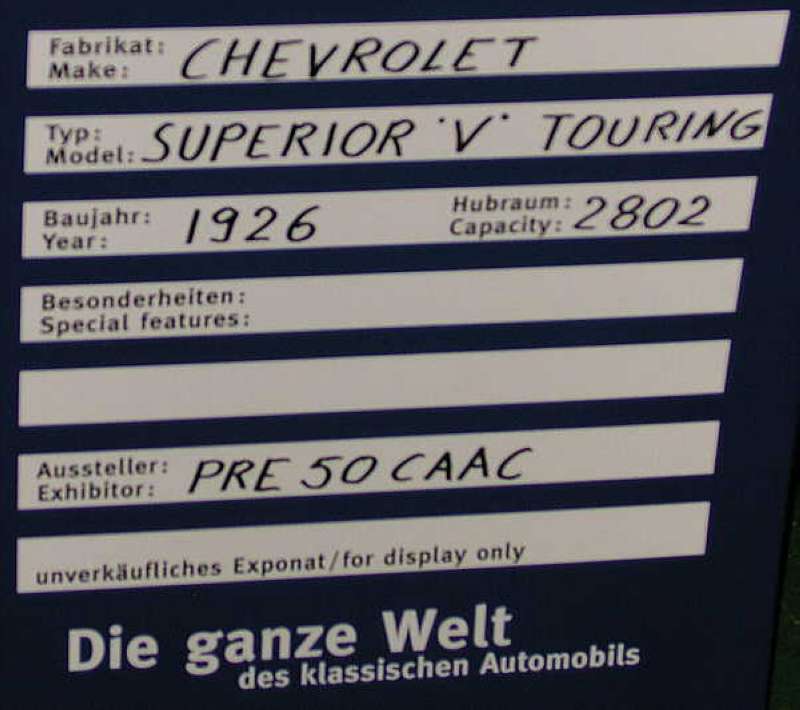 Fabrikat:
Make: CHEVROLET
Typ:
Model: SUPERIOR 'V' TOURING
Baujahr: Hubraum:
Year: 1926 Capacity: 2802
Besonderheiten:
Special features:
Aussteller:
Exhibitor: PRE 50 CAAC
unverkäufliches Exponat/for display only
Die ganze Welt
des klassischen Automobils